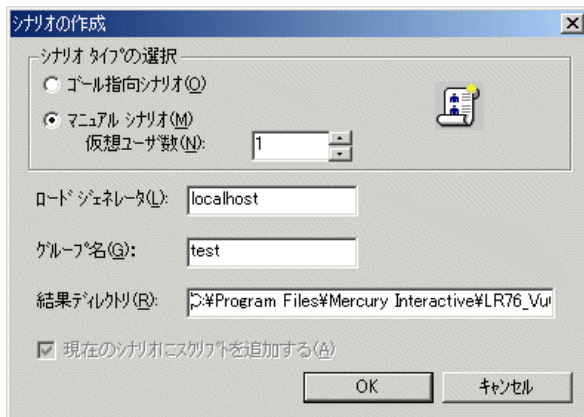 シナリオの作成
シナリオ タイプの選択
ゴール指向シナリオ(O)
マニュアル シナリオ(M)
仮想ユーザ数(N): 1
ロード ジェネレータ(L): localhost
グループ名(G): test
結果ディレクトリ(R): C:¥Program Files¥Mercury Interactive¥LR76_Vu
現在のシナリオにスクリプトを追加する(A)
OK キャンセル